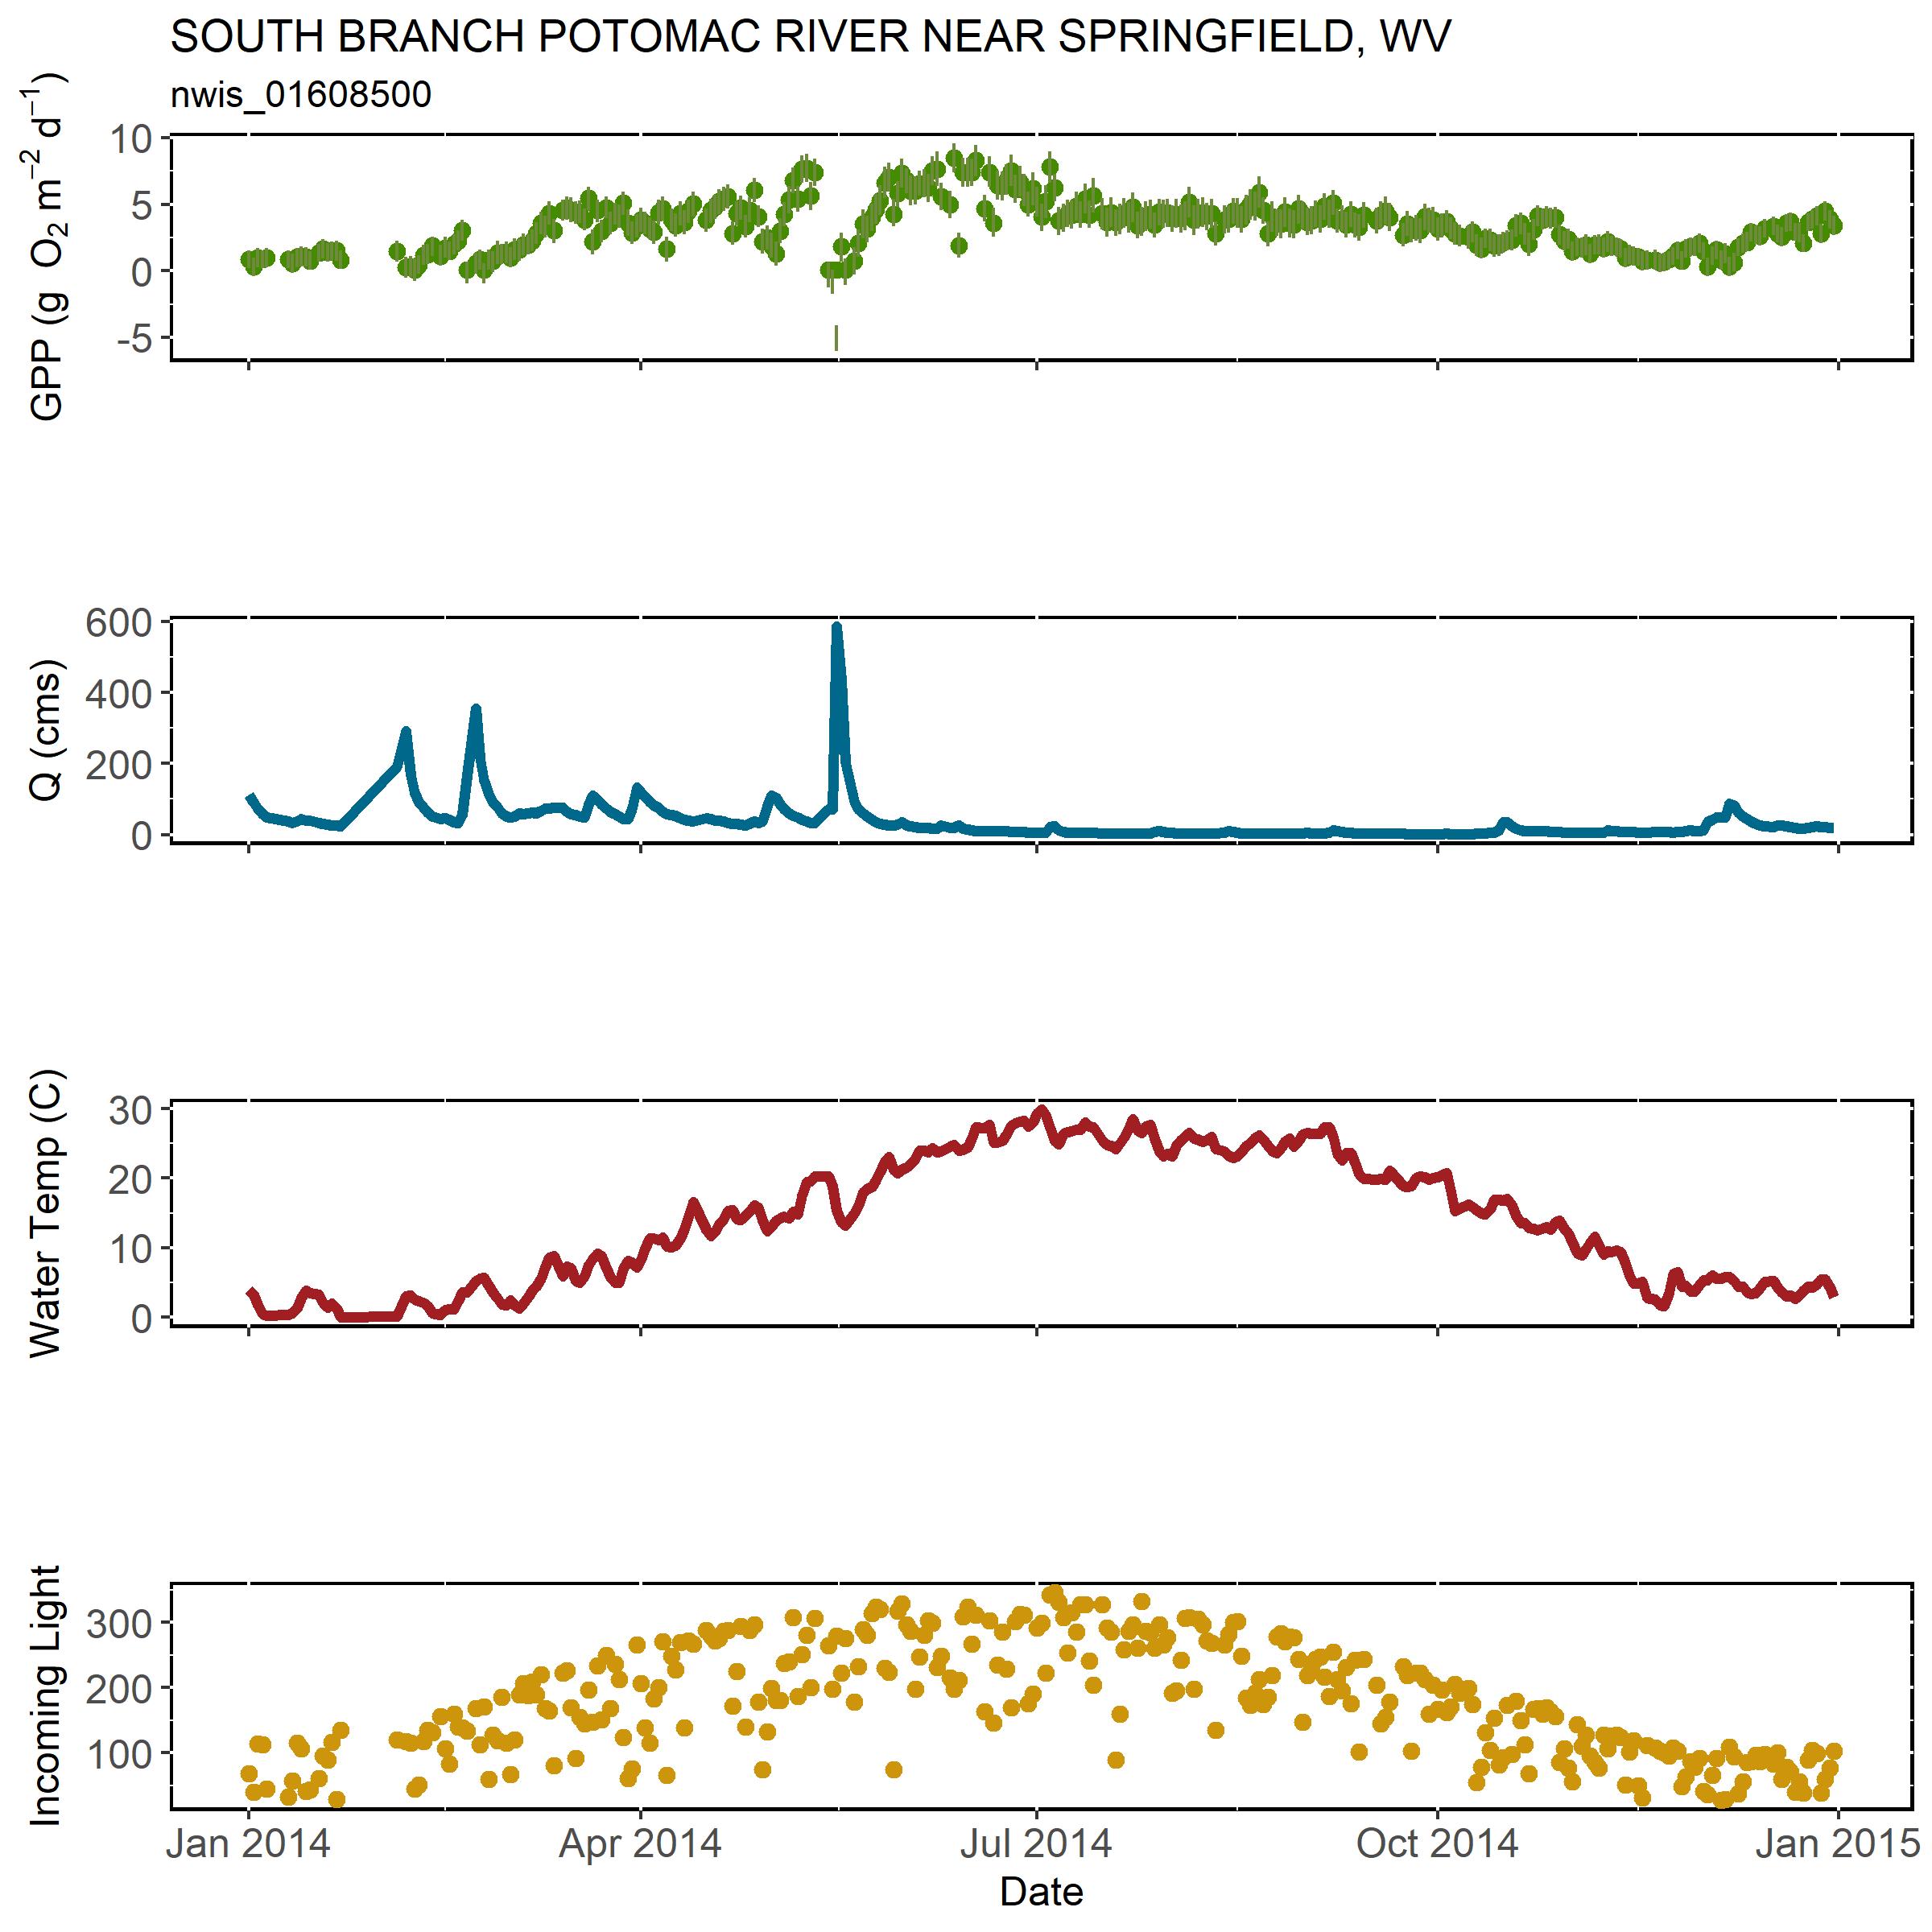 SOUTH BRANCH POTOMAC RIVER NEAR SPRINGFIELD, WV
nwis_01608500
GPP (g O₂ m⁻² d⁻¹)
10
5
0
-5
Q (cms)
600
400
200
0
Water Temp (C)
30
20
10
0
Incoming Light
300
200
100
Jan 2014 Apr 2014 Jul 2014 Oct 2014 Jan 2015
Date